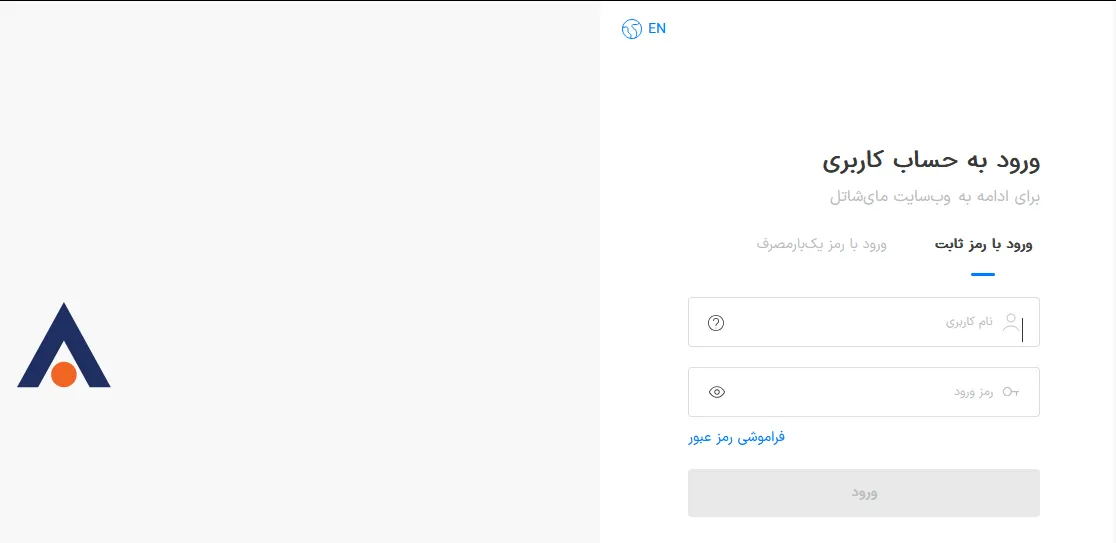 EN
ورود به حساب کاربری
برای ادامه به وب‌سایت مای‌شاتل
ورود با رمز ثابت
ورود با رمز یک‌بارمصرف
نام کاربری
رمز ورود
فراموشی رمز عبور
ورود